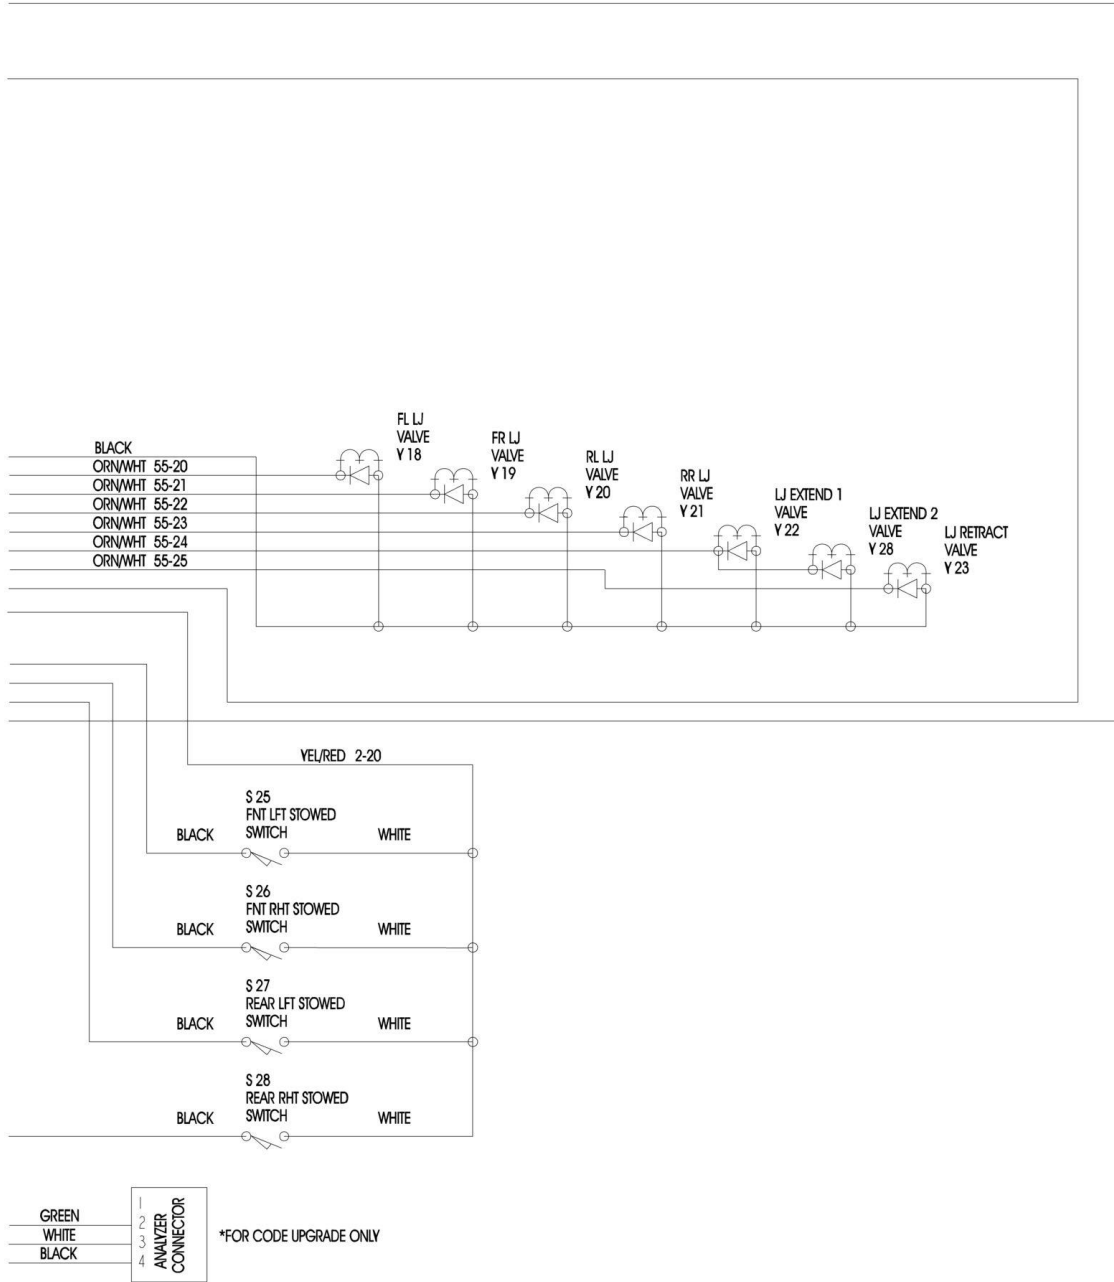 BLACK
ORN/WHT 55-20
ORN/WHT 55-21
ORN/WHT 55-22
ORN/WHT 55-23
ORN/WHT 55-24
ORN/WHT 55-25
FL LJ
VALVE
Y 18
FR LJ
VALVE
Y 19
RL LJ
VALVE
Y 20
RR LJ
VALVE
Y 21
LJ EXTEND 1
VALVE
Y 22
LJ EXTEND 2
VALVE
Y 28
LJ RETRACT
VALVE
Y 23
YEL/RED 2-20
S 25
FNT LFT STOWED
SWITCH
BLACK
WHITE
S 26
FNT RHT STOWED
SWITCH
BLACK
WHITE
S 27
REAR LFT STOWED
SWITCH
BLACK
WHITE
S 28
REAR RHT STOWED
SWITCH
BLACK
WHITE
GREEN
WHITE
BLACK
1
2
3
4
ANALYZER
CONNECTOR
*FOR CODE UPGRADE ONLY